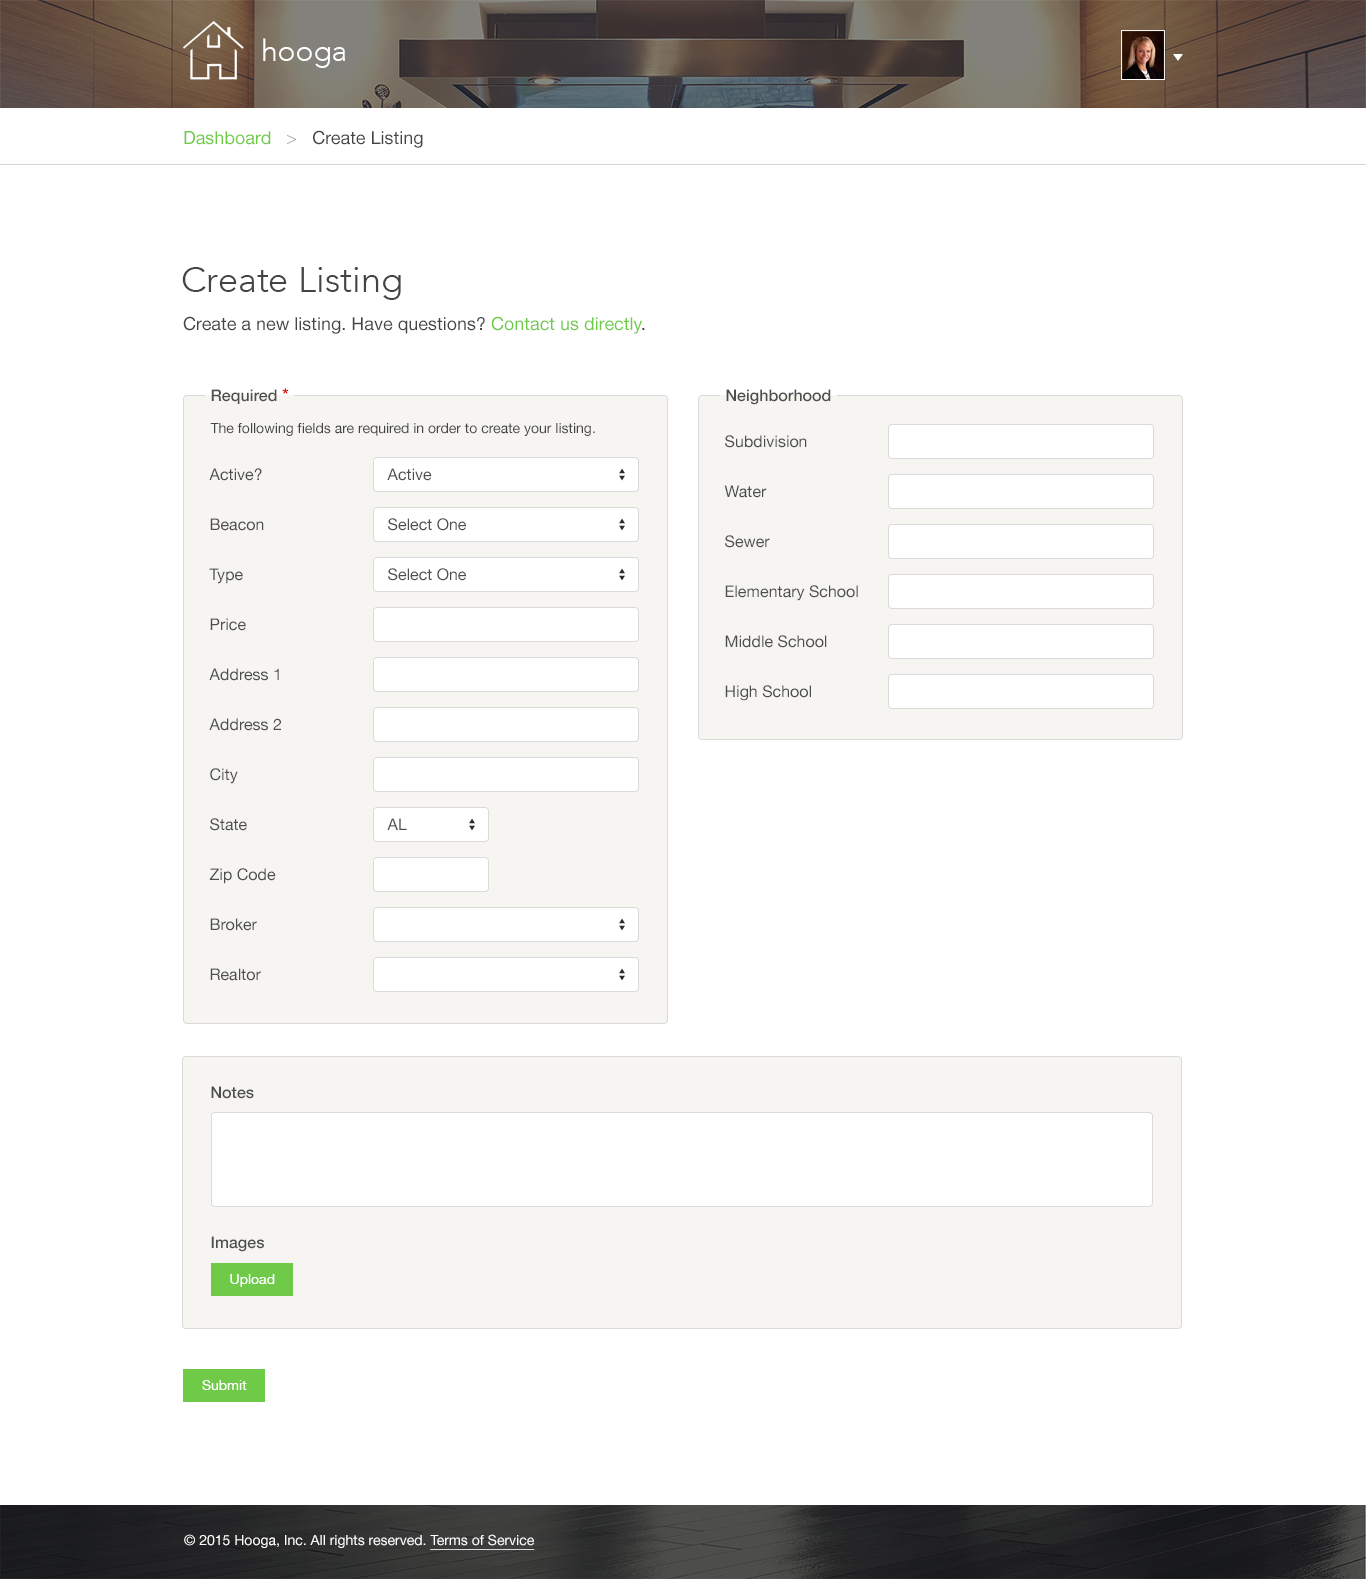 hooga
Dashboard > Create Listing
Create Listing
Create a new listing. Have questions? Contact us directly.
Required *
The following fields are required in order to create your listing.
Active? Active
Beacon Select One
Type Select One
Price
Address 1
Address 2
City
State AL
Zip Code
Broker
Realtor
Neighborhood
Subdivision
Water
Sewer
Elementary School
Middle School
High School
Notes
Images
Upload
Submit
© 2015 Hooga, Inc. All rights reserved. Terms of Service